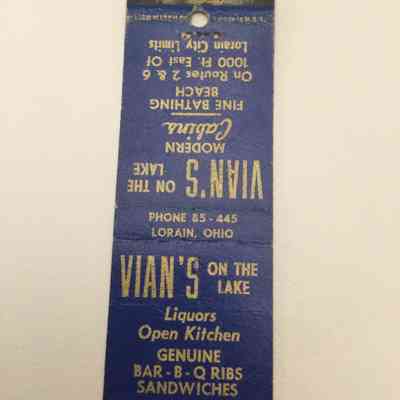 VIAN'S ON THE
LAKE
MODERN
Cabins
FINE BATHING
BEACH
On Routes 2 & 6
1000 Ft. East Of
Lorain City Limits
PHONE 85-445
LORAIN, OHIO
VIAN'S ON THE
LAKE
Liquors
Open Kitchen
GENUINE
BAR-B-Q RIBS
SANDWICHES